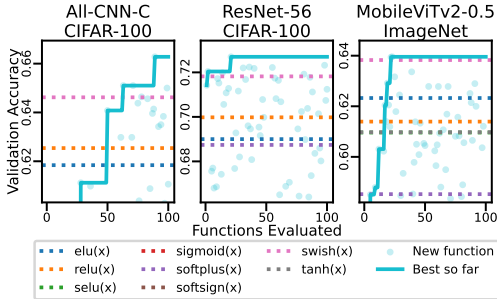 All-CNN-C
CIFAR-100
ResNet-56
CIFAR-100
MobileViTv2-0.5
ImageNet
Validation Accuracy
0.66
0.64
0.62
0 50 100
0.72
0.70
0.68
0 50 100
0.64
0.62
0.60
0 50 100
Functions Evaluated
elu(x)
relu(x)
selu(x)
sigmoid(x)
softplus(x)
softsign(x)
swish(x)
tanh(x)
New function
Best so far